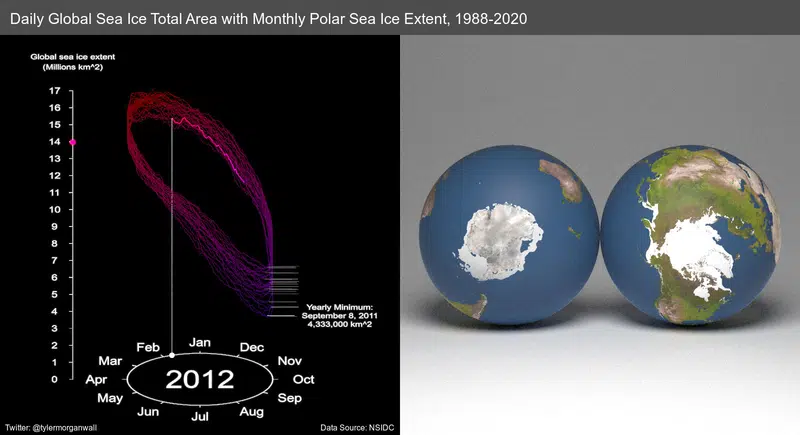 Daily Global Sea Ice Total Area with Monthly Polar Sea Ice Extent, 1988-2020
Global sea ice extent
(Millions km^2)
17
16
15
14
13
12
11
10
9
8
7
6
5
4
3
2
1
0
Yearly Minimum:
September 8, 2011
4,333,000 km^2
Jan
Feb
Dec
Mar
Nov
Apr
2012
Oct
May
Sep
Jun
Aug
Jul
Twitter: @tylermorganwall
Data Source: NSIDC